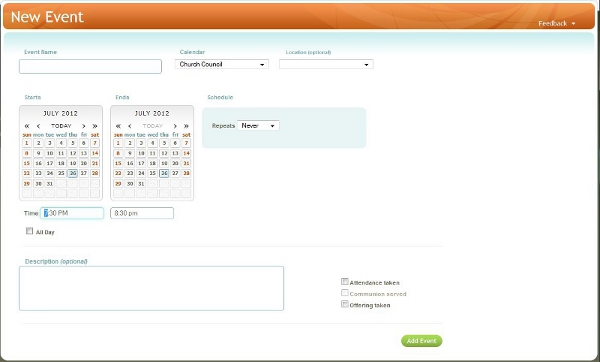 New Event
Feedback
Event Name Calendar Location (optional)
Church Council
Starts Ends Schedule
JULY 2012 JULY 2012
« ‹ TODAY › » « ‹ TODAY › »
Repeats Never
sun mon tue wed thu fri sat sun mon tue wed thu fri sat
1 2 3 4 5 6 7 1 2 3 4 5 6 7
8 9 10 11 12 13 14 8 9 10 11 12 13 14
15 16 17 18 19 20 21 15 16 17 18 19 20 21
22 23 24 25 26 27 28 22 23 24 25 26 27 28
29 30 31 29 30 31
Time 7:30 PM 8:30 pm
All Day
Description (optional)
Attendance taken
Communion served
Offering taken
Add Event